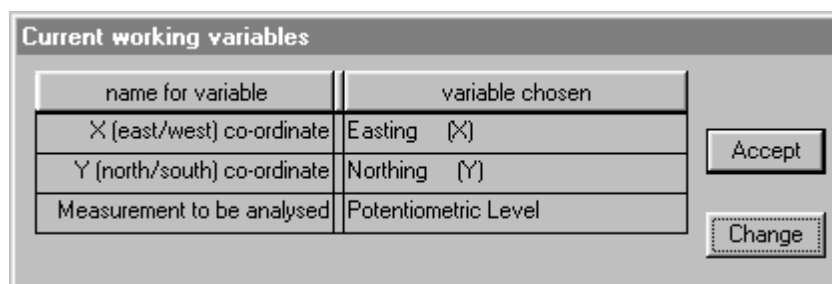 Current working variables
name for variable variable chosen
X (east/west) co-ordinate Easting (X)
Y (north/south) co-ordinate Northing (Y)
Measurement to be analysed Potentiometric Level
Accept
Change